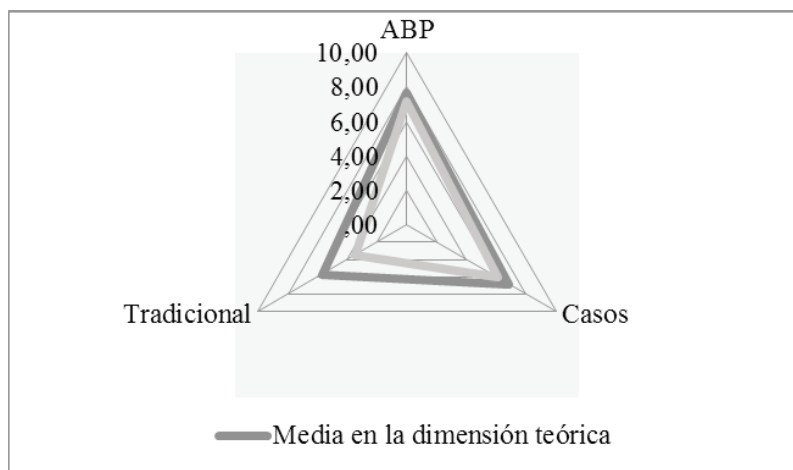 ABP
10,00
8,00
6,00
4,00
2,00
,00
Tradicional
Casos
Media en la dimensión teórica